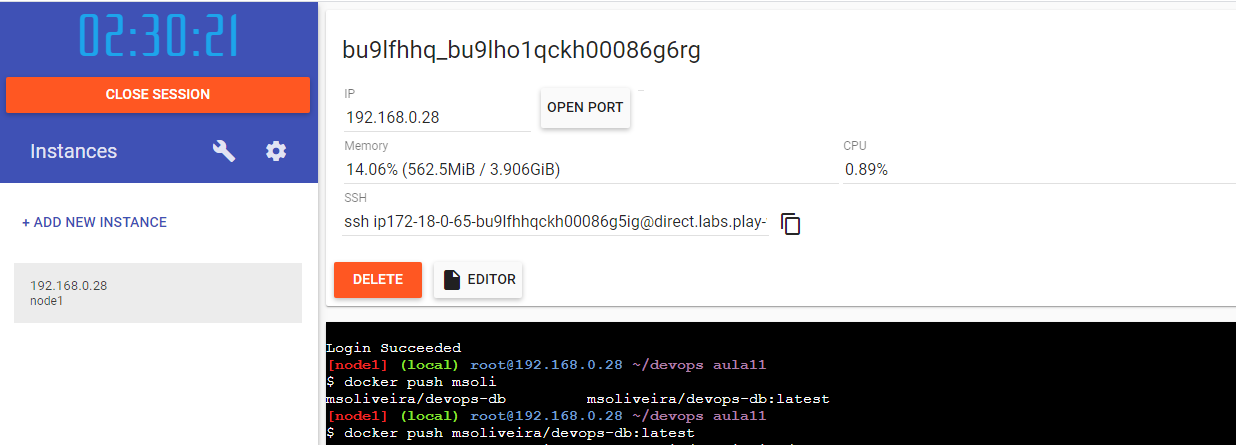 02:30:21
CLOSE SESSION
Instances
+ ADD NEW INSTANCE
192.168.0.28
node1
bu9lfhhq_bu9lho1qckh00086g6rg
IP
192.168.0.28
OPEN PORT
Memory
14.06% (562.5MiB / 3.906GiB)
CPU
0.89%
SSH
ssh ip172-18-0-65-bu9lfhhqckh00086g5ig@direct.labs.play-
DELETE
EDITOR
Login Succeeded
[node1] (local) root@192.168.0.28 ~/devops aula11
$ docker push msoli
msoliveira/devops-db         msoliveira/devops-db:latest
[node1] (local) root@192.168.0.28 ~/devops aula11
$ docker push msoliveira/devops-db:latest